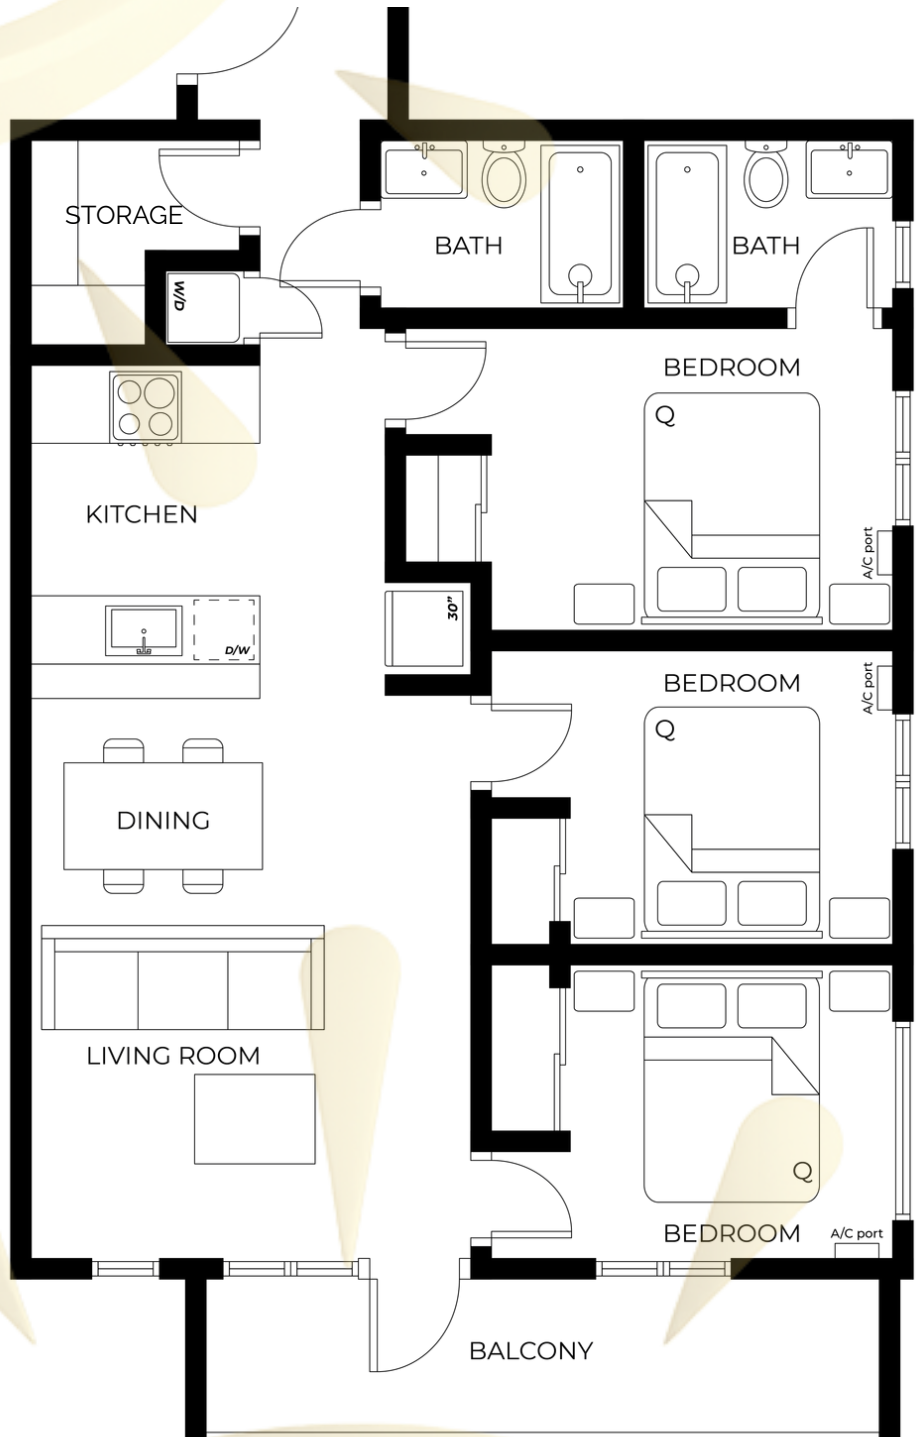 STORAGE
BATH
BATH
W/D
BEDROOM
Q
KITCHEN
A/C port
30"
D/W
BEDROOM
A/C port
Q
DINING
LIVING ROOM
Q
BEDROOM
A/C port
BALCONY